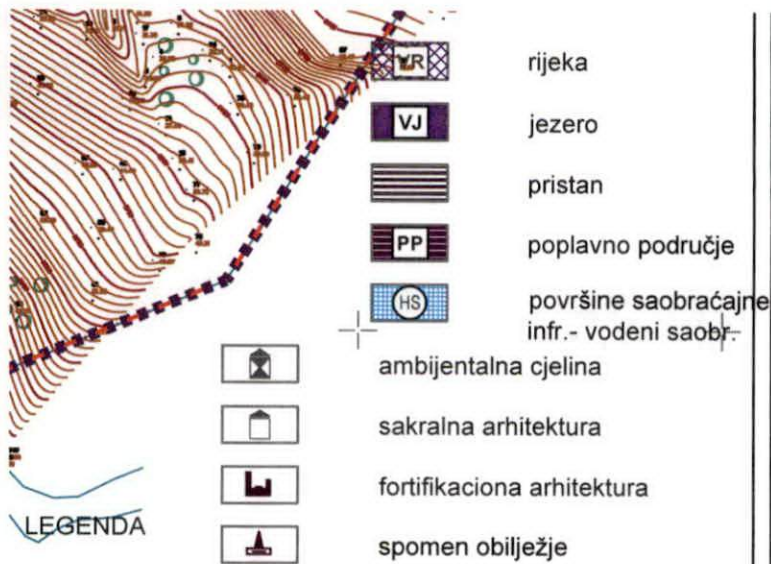 VR rijeka
VJ jezero
pristan
PP poplavno područje
HS površine saobraćajne
infr.- vodeni saobr.
ambijentalna cjelina
sakralna arhitektura
fortifikaciona arhitektura
LEGENDA
spomen obilježje